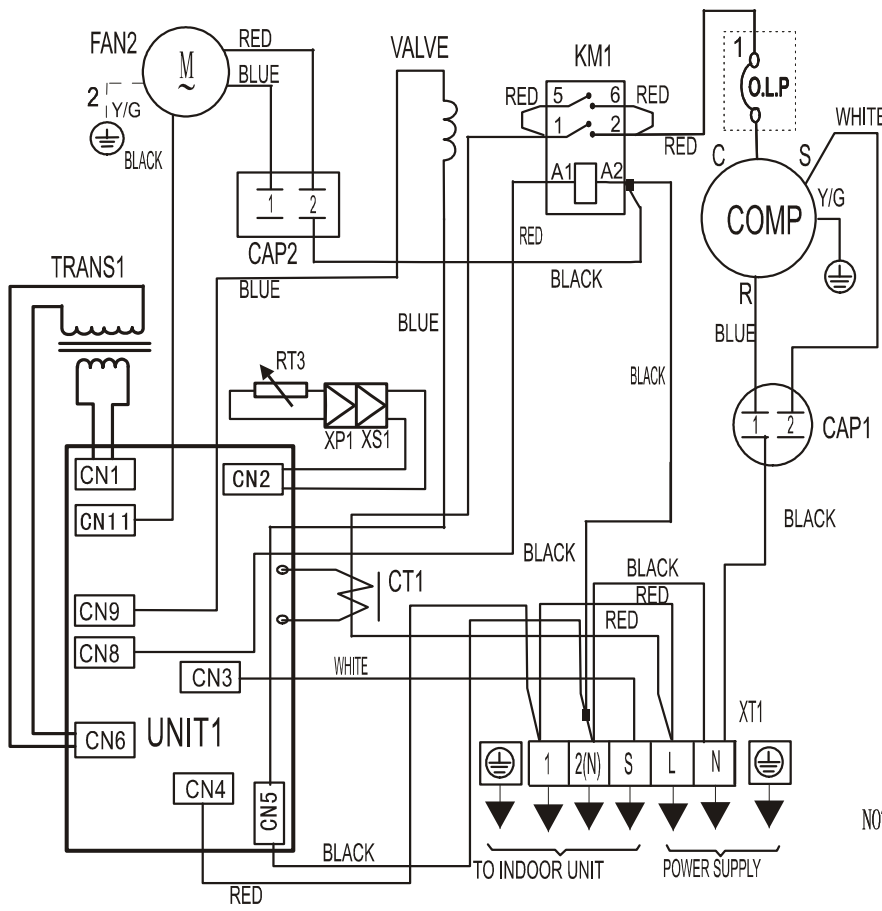 FAN2
RED
BLUE
M
~
2
Y/G
BLACK
1 2
CAP2
VALVE
KM1
RED
5 6
RED
1 2
RED
A1 A2
RED
BLACK
1
O.L.P
WHITE
C S
Y/G
COMP
R
BLUE
TRANS1
BLUE
BLUE
BLACK
RT3
XP1 XS1
1 2
CAP1
CN1
CN2
CN11
BLACK
BLACK
BLACK
CT1
RED
RED
CN9
CN8
CN3
WHITE
XT1
CN6
UNIT1
1 2(N) S L N
CN4
CN5
BLACK
RED
TO INDOOR UNIT
POWER SUPPLY